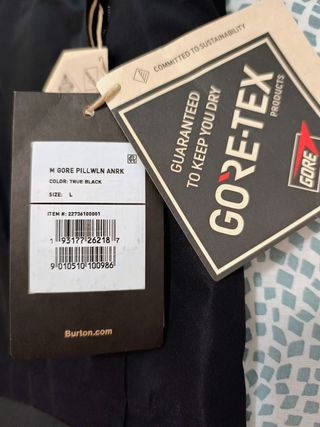 COMMITTED TO SUSTAINABILITY
GUARANTEED
TO KEEP YOU DRY
GORE-TEX
PRODUCTS
GORE
M GORE PILLWLN ANRK
COLOR: TRUE BLACK
SIZE: L
ITEM #: 22736100001
1 93177 26218 7
9 010510 100986
Burton.com